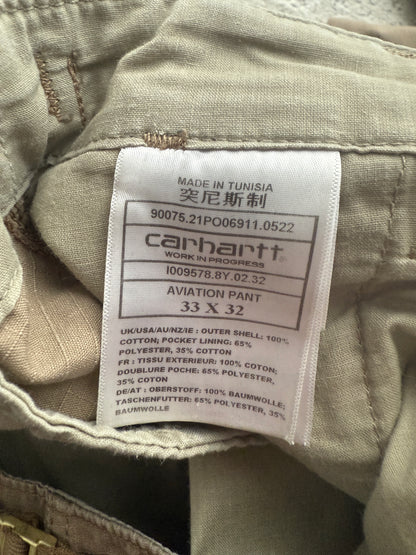 MADE IN TUNISIA
突尼斯制
90075.21PO06911.0522
carhartt
WORK IN PROGRESS
I009578.8Y.02.32
AVIATION PANT
33 X 32
UK/USA/AU/NZ/IE : OUTER SHELL: 100%
COTTON; POCKET LINING: 65%
POLYESTER, 35% COTTON
FR : TISSU EXTERIEUR: 100% COTON;
DOUBLURE POCHE: 65% POLYESTER,
35% COTON
DE/AT : OBERSTOFF: 100% BAUMWOLLE;
TASCHENFUTTER: 65% POLYESTER, 35%
BAUMWOLLE